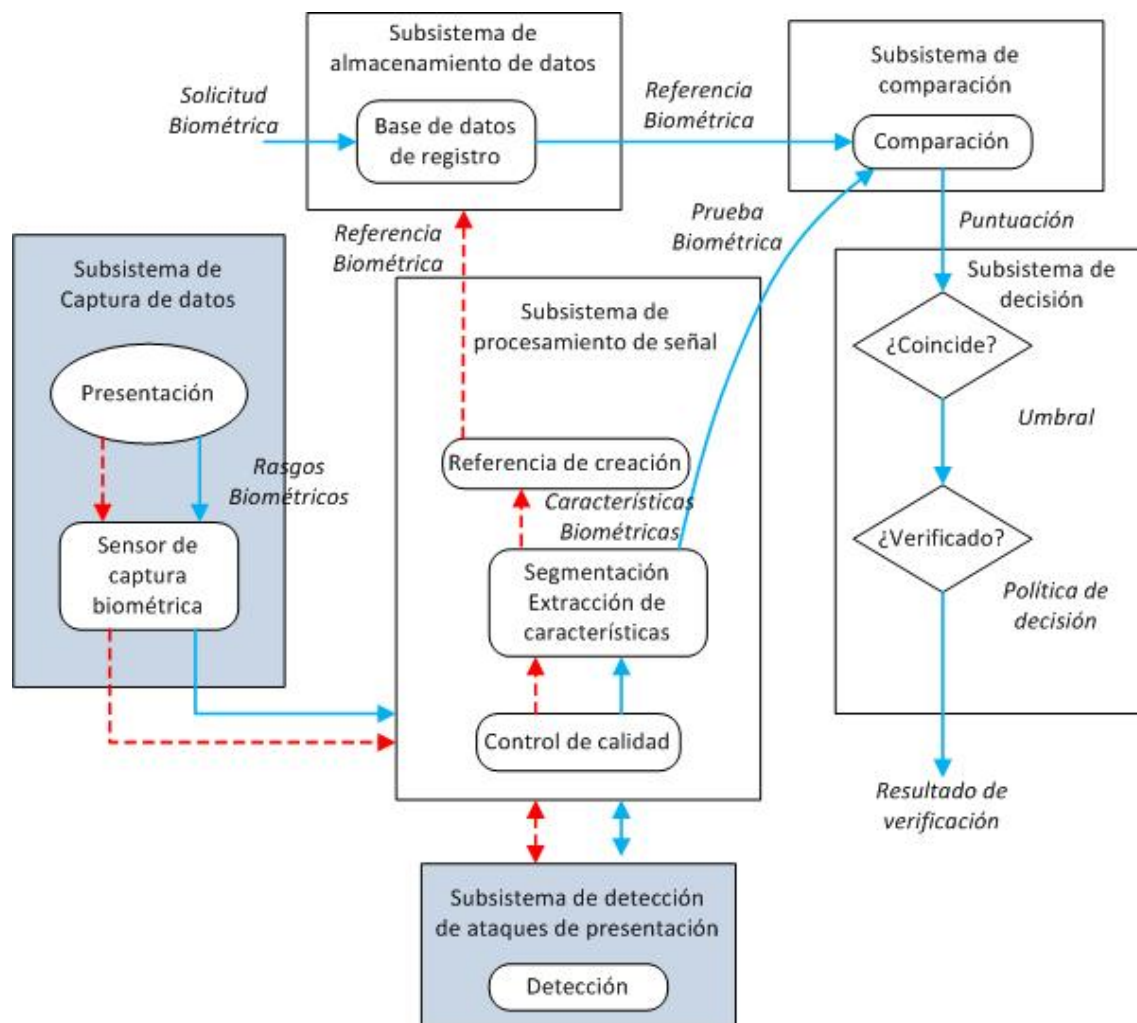 Subsistema de
almacenamiento de datos
Solicitud
Biométrica
Base de datos
de registro
Referencia
Biométrica
Subsistema de
comparación
Comparación
Referencia
Biométrica
Prueba
Biométrica
Puntuación
Subsistema de
Captura de datos
Presentación
Rasgos
Biométricos
Sensor de
captura
biométrica
Subsistema de
procesamiento de señal
Referencia de creación
Característícas
Biométricas
Segmentación
Extracción de
característícas
Control de calidad
Subsistema de
decisión
¿Coincide?
Umbral
¿Verificado?
Política de
decisión
Resultado de
verificación
Subsistema de detección
de ataques de presentación
Detección